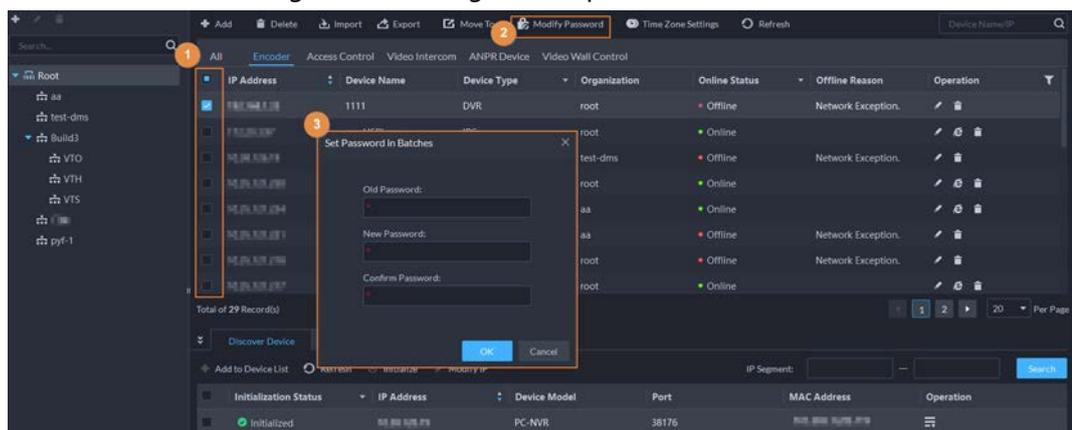 Add Delete Import Export Move To Modify Password Time Zone Settings Refresh Device Name/IP
Search...
1 2 3
All Encoder Access Control Video Intercom ANPR Device Video Wall Control
IP Address Device Name Device Type Organization Online Status Offline Reason Operation
Root
aa
test-dms
Build3
VTO
VTH
VTS
pyf-1
1111 DVR root Offline Network Exception.
root Online
test-dms Offline Network Exception.
root Online
aa Online
aa Offline Network Exception.
root Offline Network Exception.
root Online
Set Password in Batches
Old Password:
*
New Password:
*
Confirm Password:
*
OK Cancel
Total of 29 Record(s) 1 2 20 Per Page
Discover Device
Add to Device List Refresh Initialize Modify IP IP Segment: — Search
Initialization Status IP Address Device Model Port MAC Address Operation
Initialized PC-NVR 38176